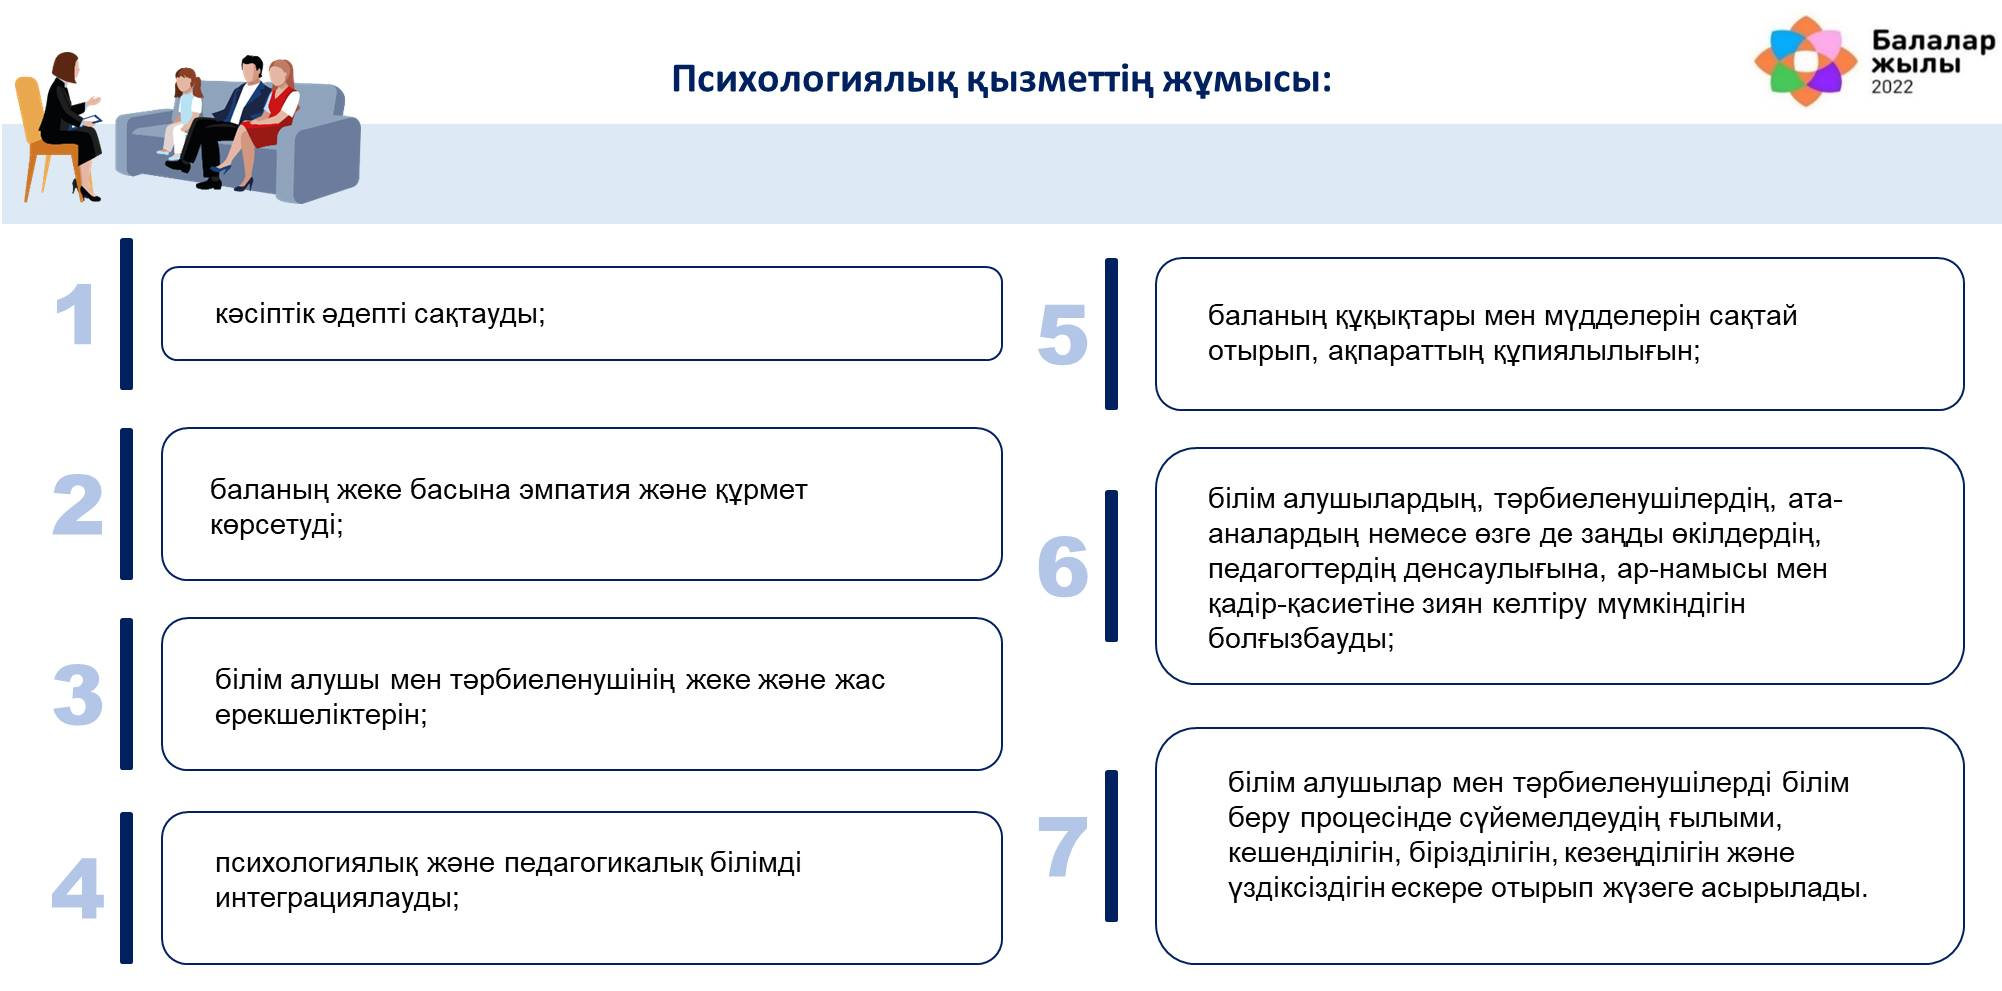 Психологиялық қызметтің жұмысы:
Балалар
жылы
2022
1
кәсіптік әдепті сақтауды;
2
баланың жеке басына эмпатия және құрмет
көрсетуді;
3
білім алушы мен тәрбиеленушінің жеке және жас
ерекшеліктерін;
4
психологиялық және педагогикалық білімді
интеграциялауды;
5
баланың құқықтары мен мүдделерін сақтай
отырып, ақпараттың құпиялылығын;
6
білім алушылардың, тәрбиеленушілердің, ата-
аналардың немесе өзге де заңды өкілдердің,
педагогтердің денсаулығына, ар-намысы мен
қадір-қасиетіне зиян келтіру мүмкіндігін
болғызбауды;
7
білім алушылар мен тәрбиеленушілерді білім
беру процесінде сүйемелдеудің ғылыми,
кешенділігін, бірізділігін, кезеңділігін және
үздіксіздігін ескере отырып жүзеге асырылады.